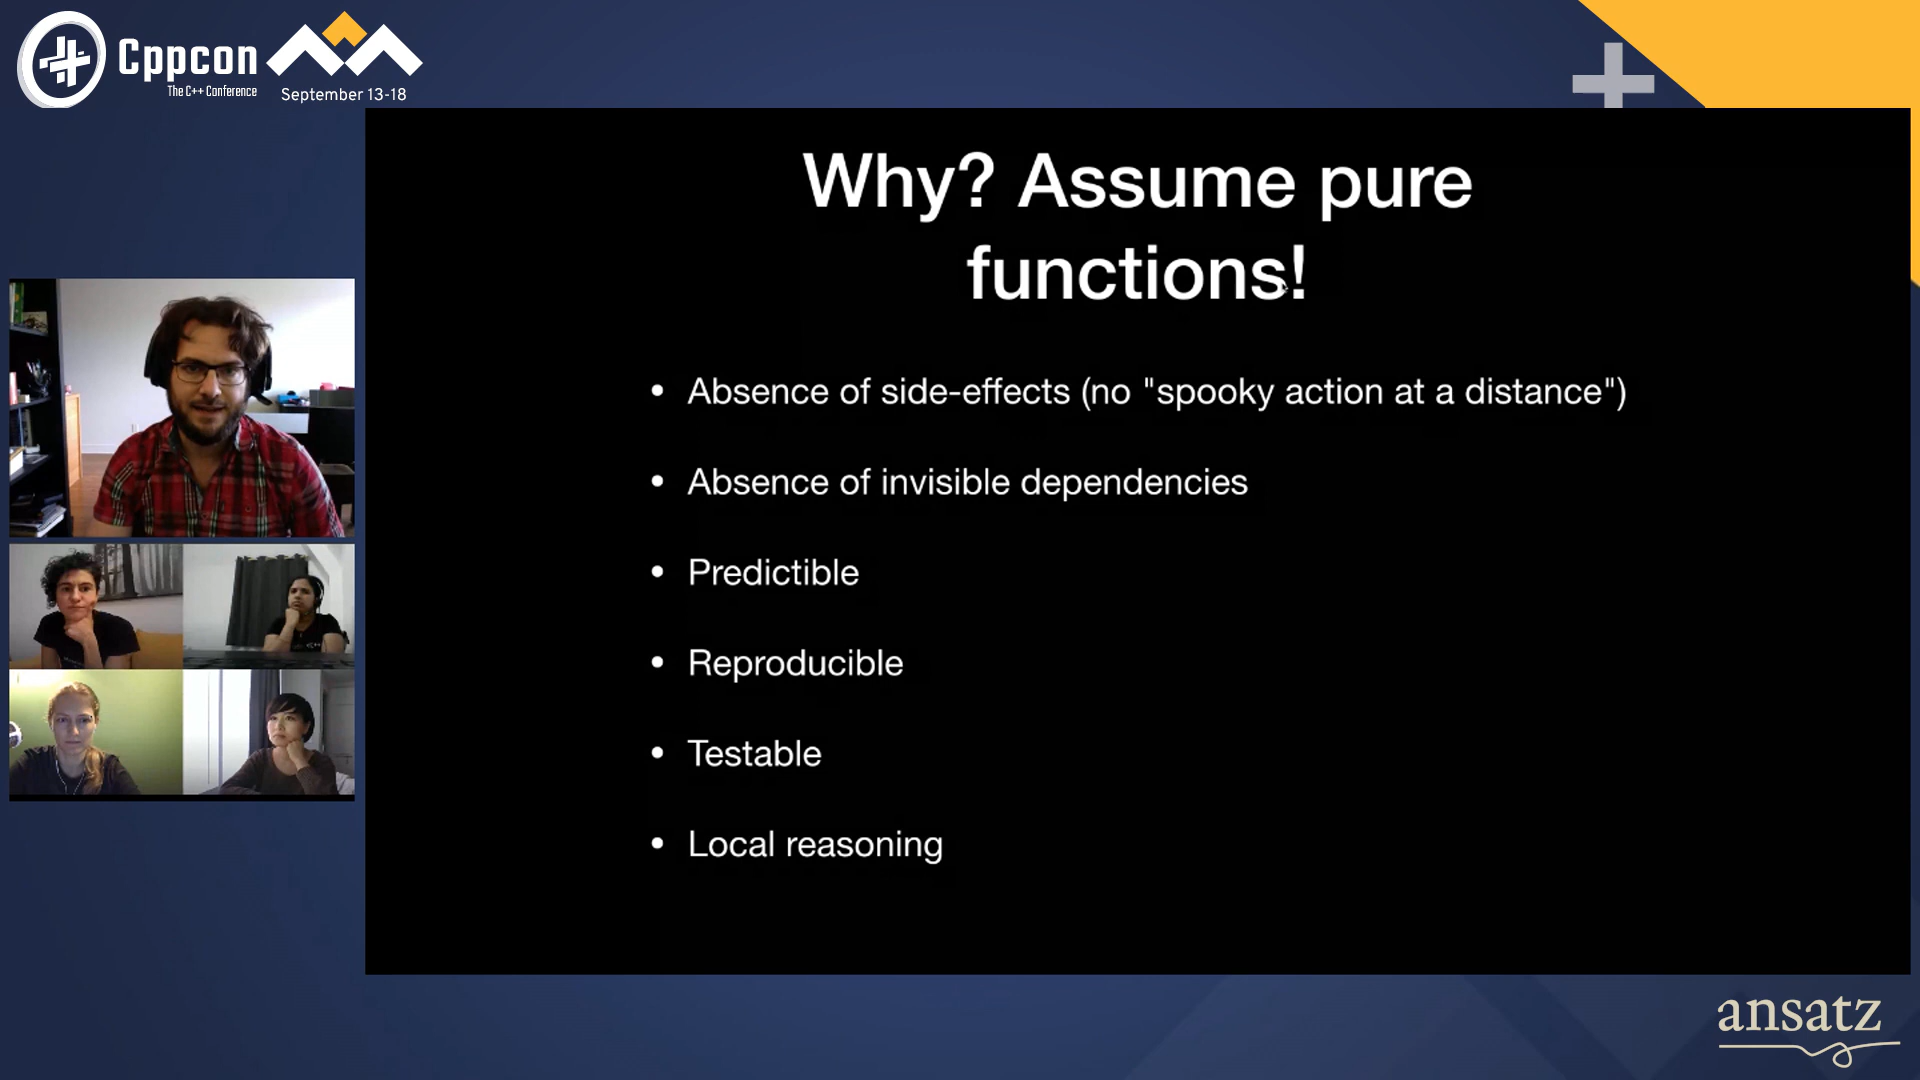 Cppcon
The C++ Conference
September 13-18
Why? Assume pure
functions!
• Absence of side-effects (no "spooky action at a distance")
• Absence of invisible dependencies
• Predictible
• Reproducible
• Testable
• Local reasoning
ansatz